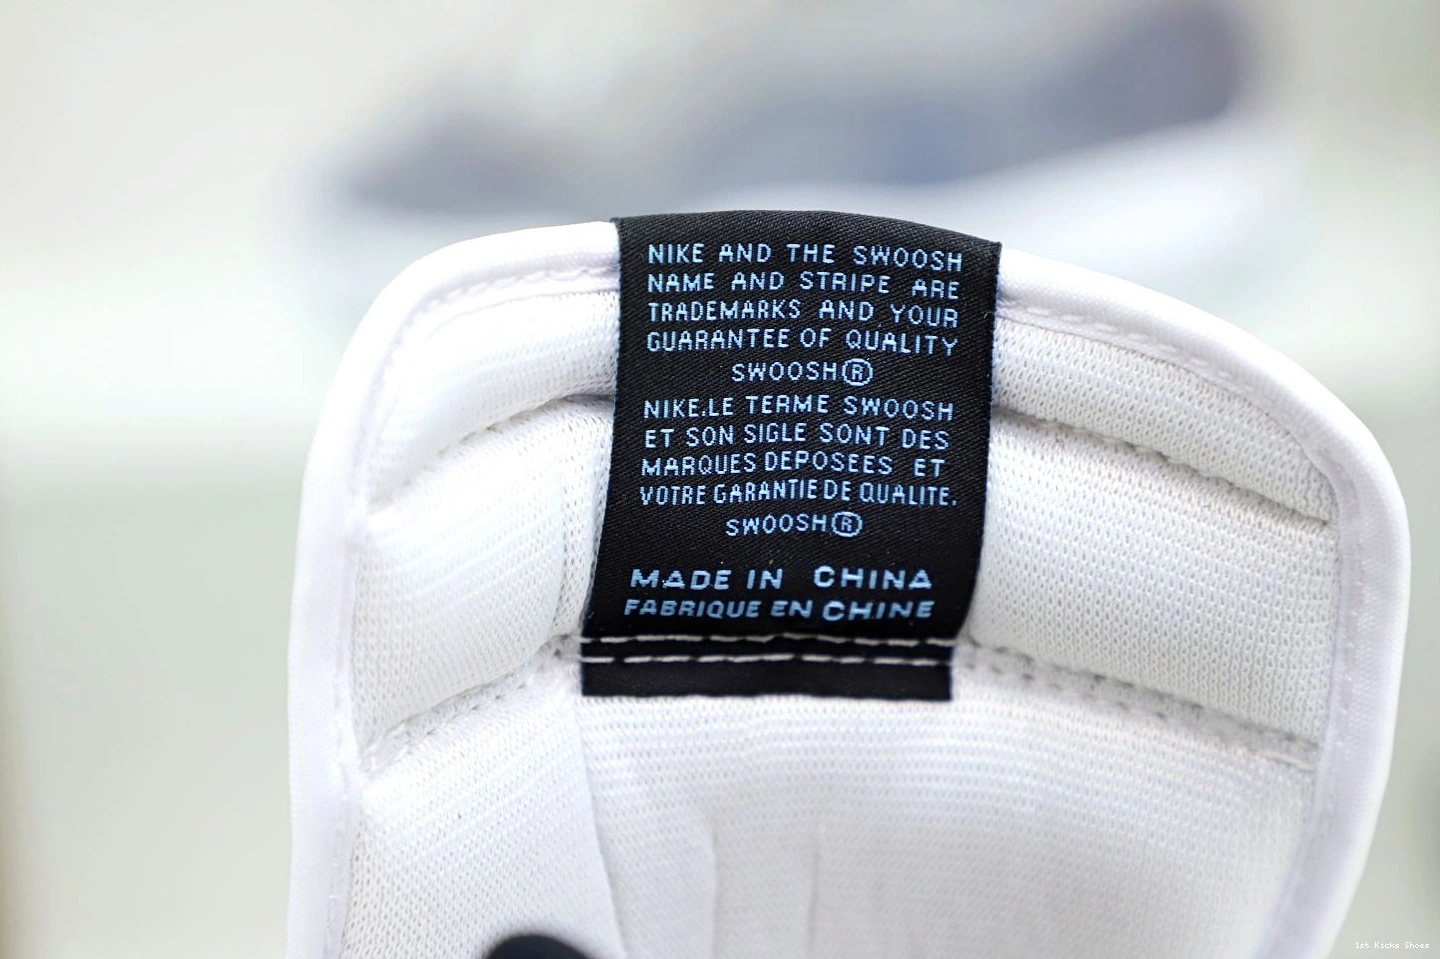 NIKE AND THE SWOOSH
NAME AND STRIPE ARE
TRADEMARKS AND YOUR
GUARANTEE OF QUALITY
SWOOSH®
NIKE.LE TERME SWOOSH
ET SON SIGLE SONT DES
MARQUES DEPOSEES ET
VOTRE GARANTIE DE QUALITE.
SWOOSH®
MADE IN CHINA
FABRIQUE EN CHINE
1st Kicks Shoes